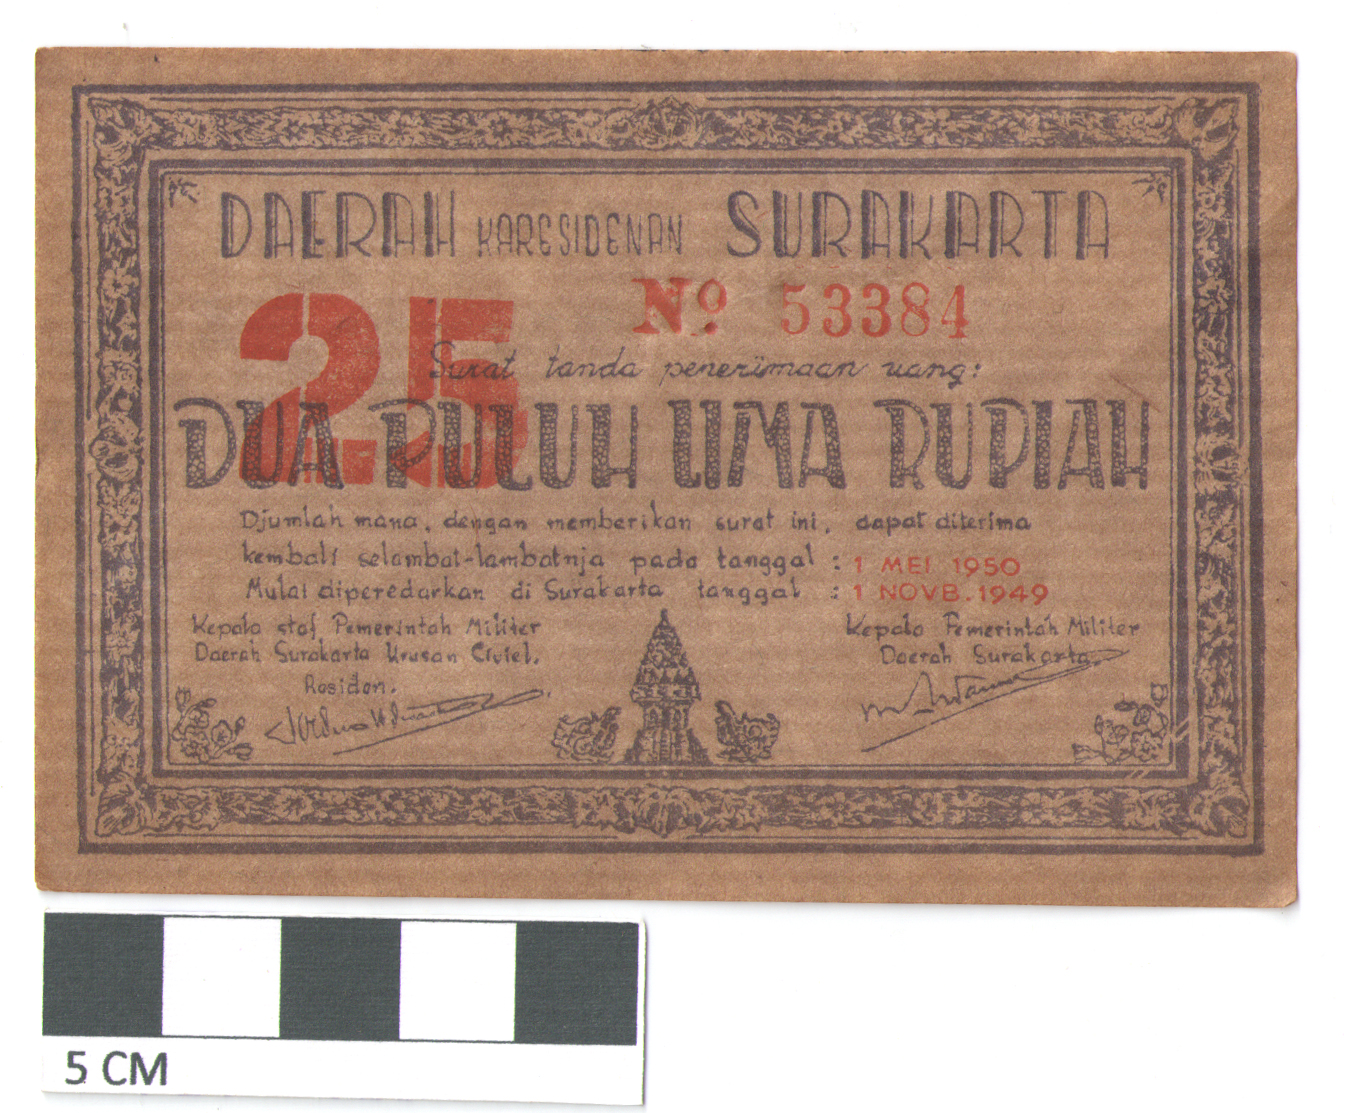 DAERAH KARESIDENAN SURAKARTA
25
No 53384
Surat tanda penerimaan uang:
DUA PULUH LIMA RUPIAH
Djumlah mana, dengan memberikan surat ini, dapat diterima
kembali selambat-lambatnja pada tanggal : 1 MEI 1950
Mulai diperedarkan di Surakarta tanggal : 1 NOVB. 1949
Kepala staf Pemerintah Militer
Daerah Surakarta Urusan Civiel.
Residen.
Kepala Pemerintah Militer
Daerah Surakarta.
5 CM